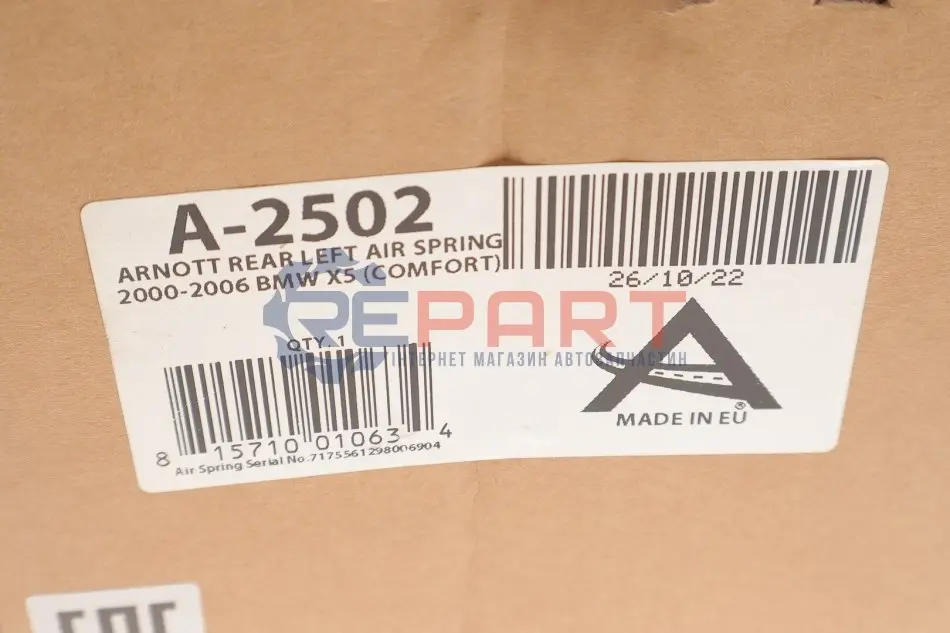 A-2502
ARNOTT REAR LEFT AIR SPRING
2000-2006 BMW X5 (COMFORT)
26/10/22
REPART
ІНТЕРНЕТ МАГАЗИН АВТОЗАПЧАСТИН
QTY. 1
8 15710 01063 4
Air Spring Serial No.7175561298006904
®
MADE IN EU